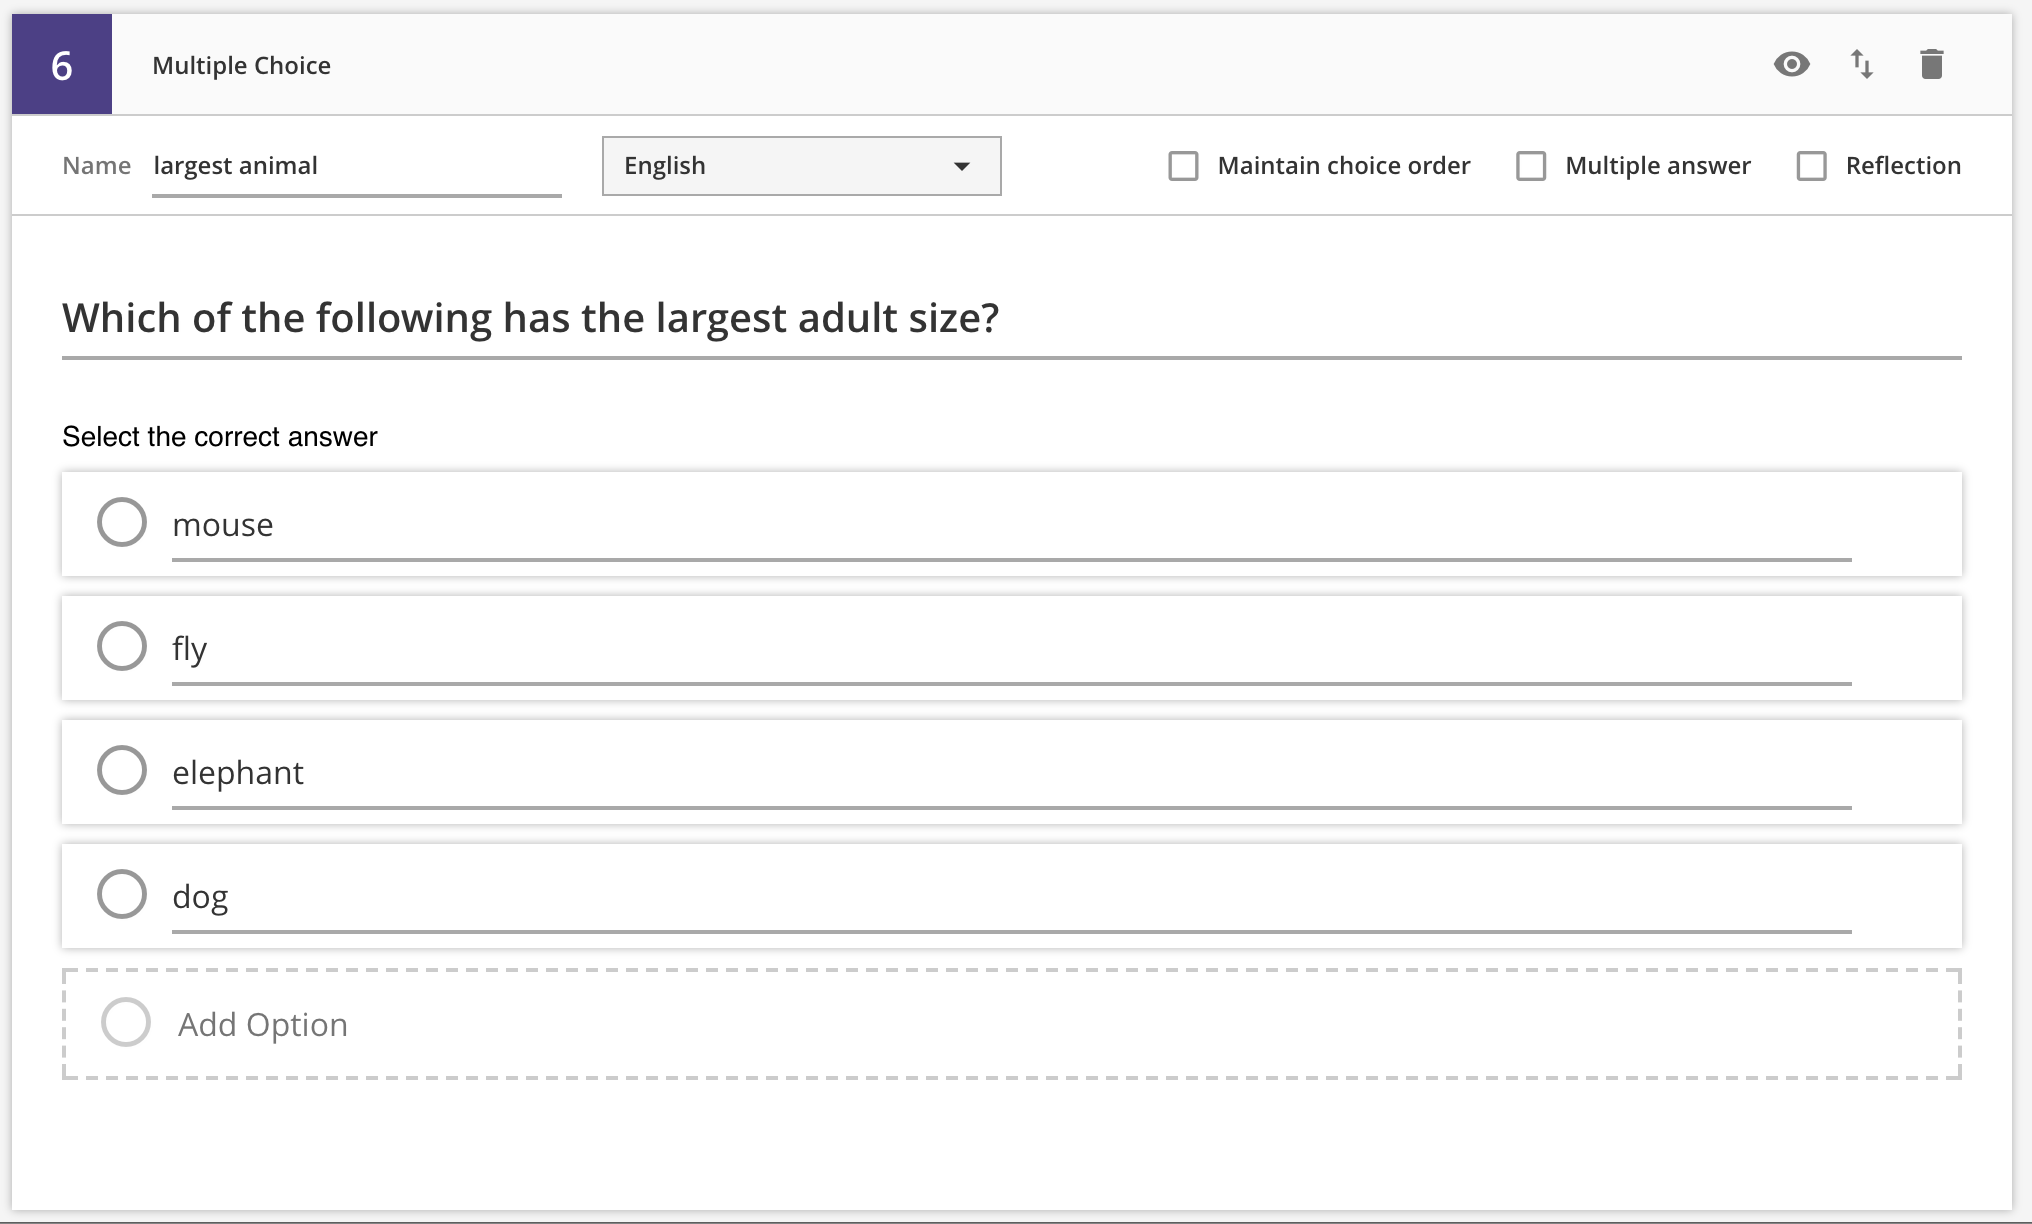 6 Multiple Choice
Name largest animal English Maintain choice order Multiple answer Reflection
Which of the following has the largest adult size?
Select the correct answer
mouse
fly
elephant
dog
Add Option